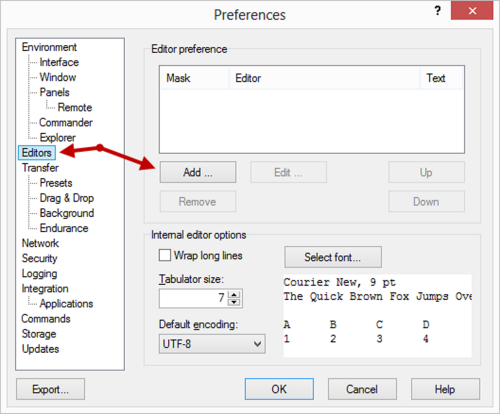 Preferences
?
Environment
Interface
Window
Panels
Remote
Commander
Explorer
Editors
Transfer
Presets
Drag & Drop
Background
Endurance
Network
Security
Logging
Integration
Applications
Commands
Storage
Updates
Editor preference
Mask Editor Text
Add ... Edit ... Up
Remove Down
Internal editor options
Wrap long lines
Select font...
Tabulator size:
7
Default encoding:
UTF-8
Courier New, 9 pt
The Quick Brown Fox Jumps Ove
A B C D
1 2 3 4
Export... OK Cancel Help